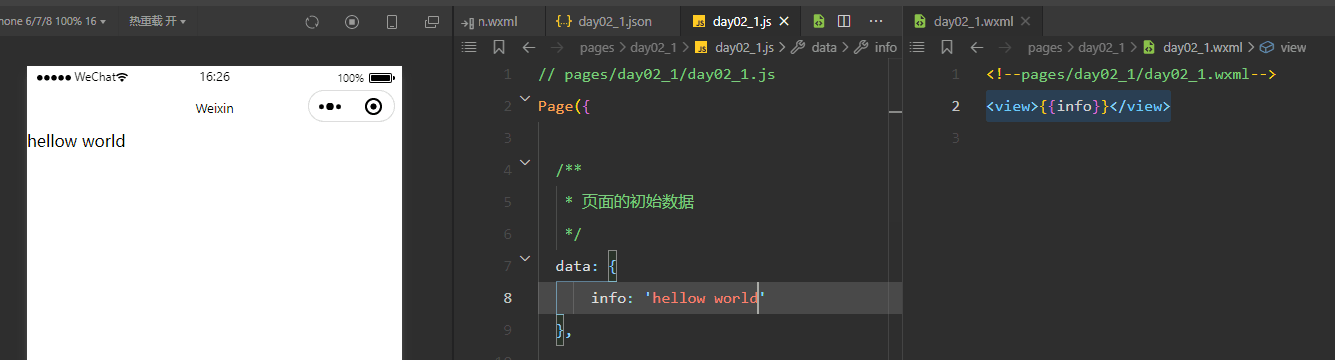 hone 6/7/8 100% 16
热重载 开
WeChat
16:26
100%
Weixin
hellow world
n.wxml
day02_1.json
JS day02_1.js
pages > day02_1 > JS day02_1.js > data > info
1 // pages/day02_1/day02_1.js
2 Page({
3
4 /**
5 * 页面的初始数据
6 */
7 data: {
8 info: 'hellow world'
9 },
day02_1.wxml
pages > day02_1 > day02_1.wxml > view
1 <!--pages/day02_1/day02_1.wxml-->
2 <view>{{info}}</view>
3